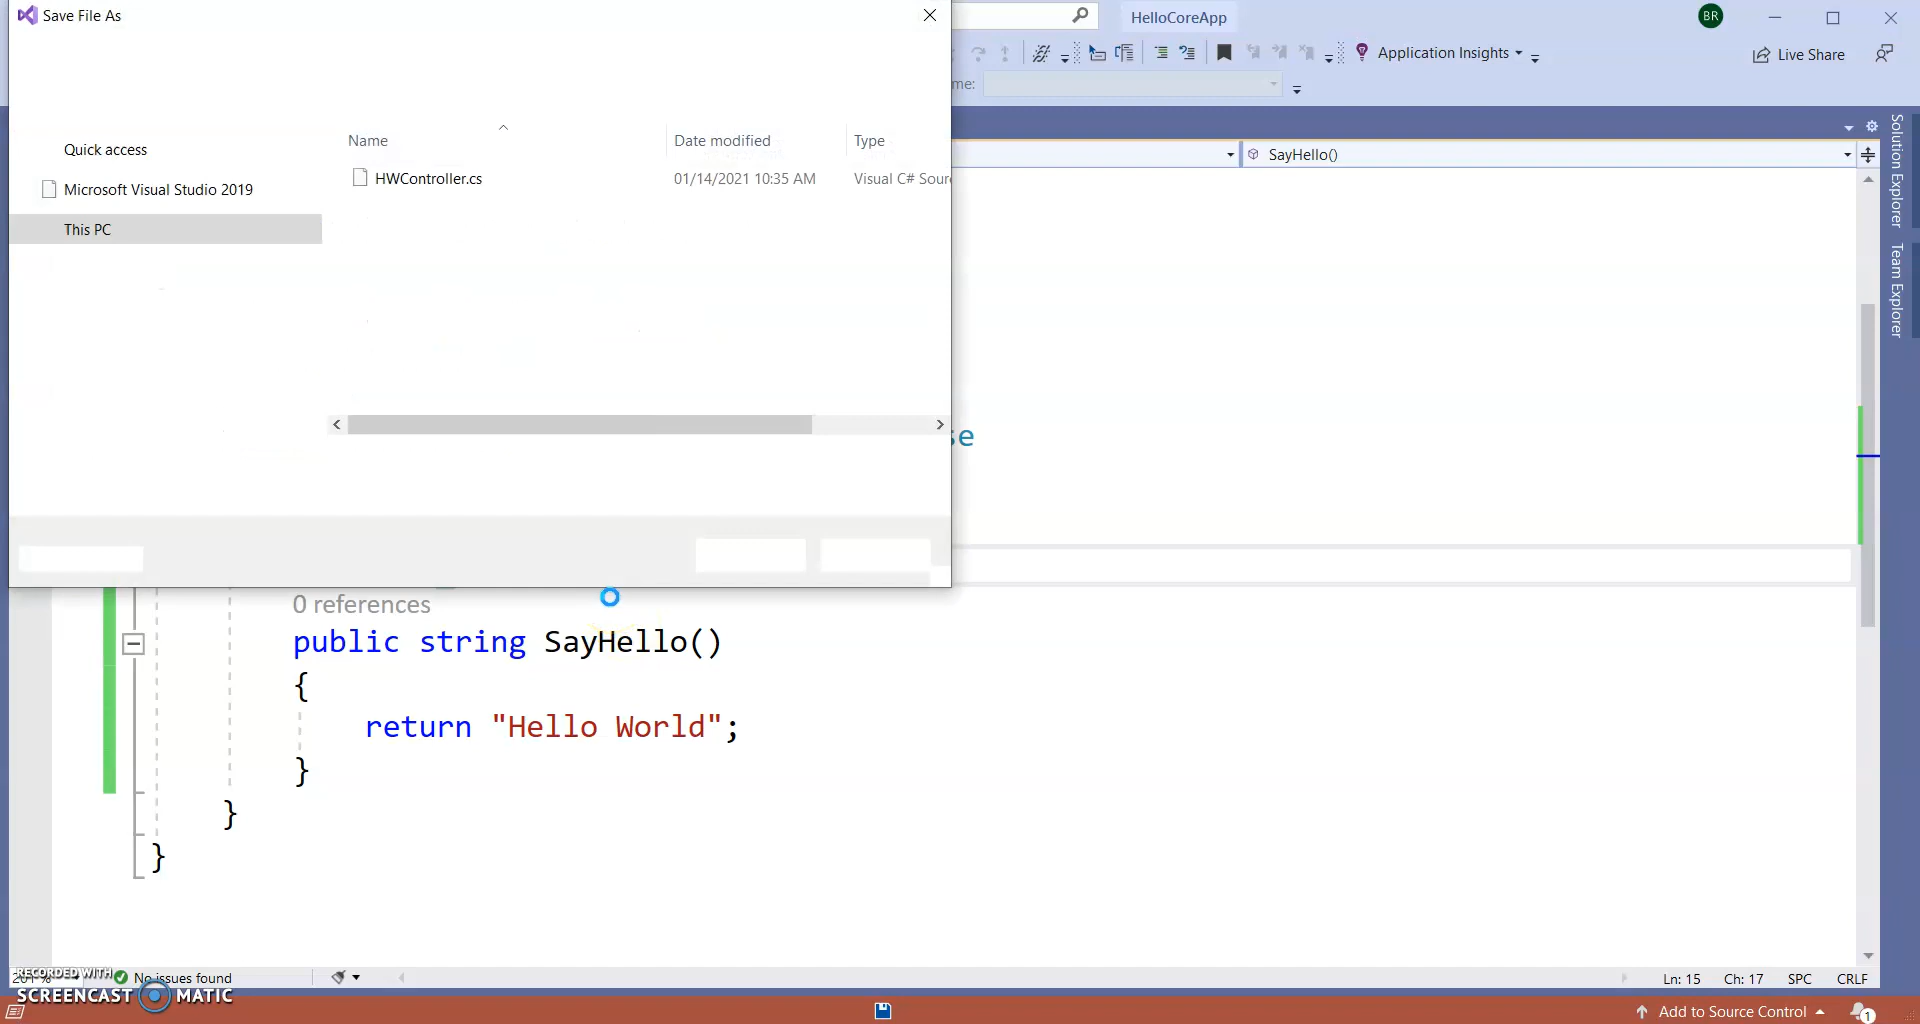 Save File As
HelloCoreApp
BR
Application Insights
Live Share
me:
Quick access
Microsoft Visual Studio 2019
This PC
Name
Date modified
Type
HWController.cs
01/14/2021 10:35 AM
Visual C# Sour
SayHello()
Solution Explorer
Team Explorer
se
0 references
public string SayHello()
{
return "Hello World";
}
}
}
No issues found
Ln: 15
Ch: 17
SPC
CRLF
RECORDED WITH
SCREENCAST MATIC
Add to Source Control
1